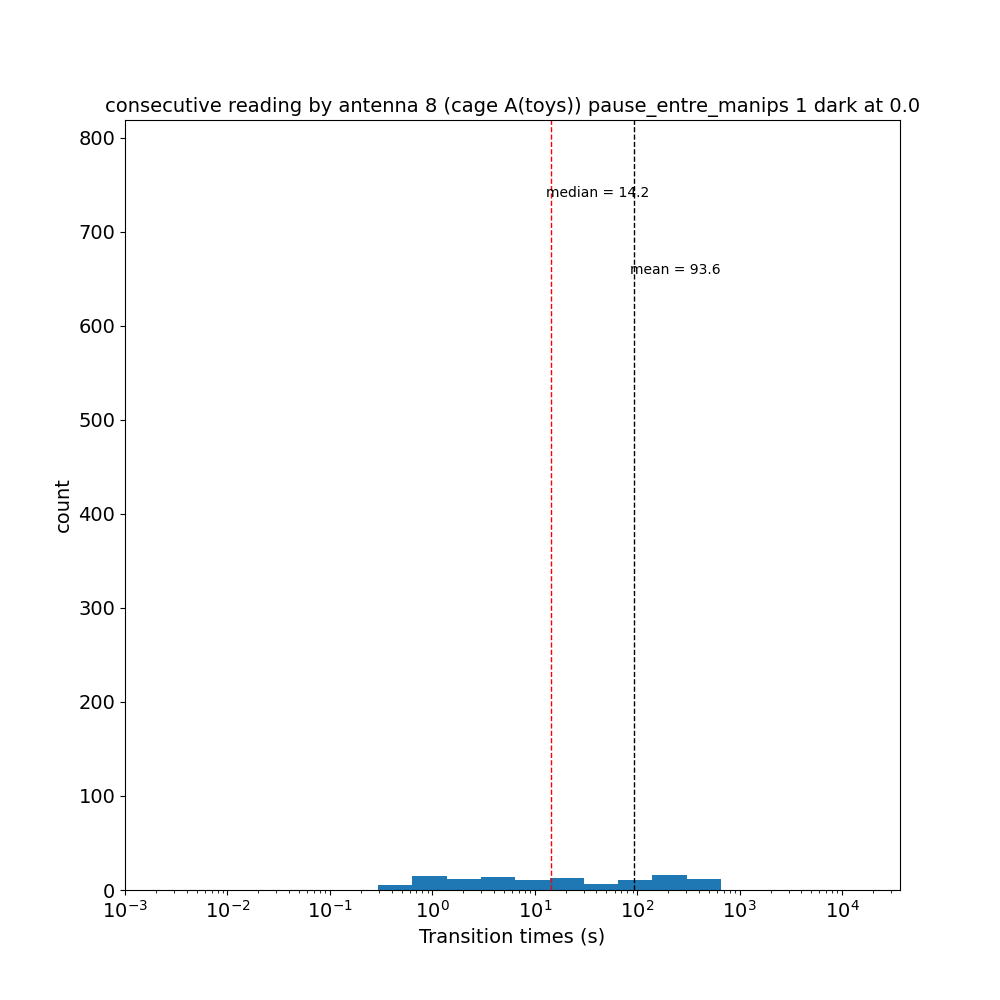 consecutive reading by antenna 8 (cage A(toys)) pause_entre_manips 1 dark at 0.0
800
median = 14.2
700
mean = 93.6
600
500
count
400
300
200
100
0
10⁻³ 10⁻² 10⁻¹ 10⁰ 10¹ 10² 10³ 10⁴
Transition times (s)